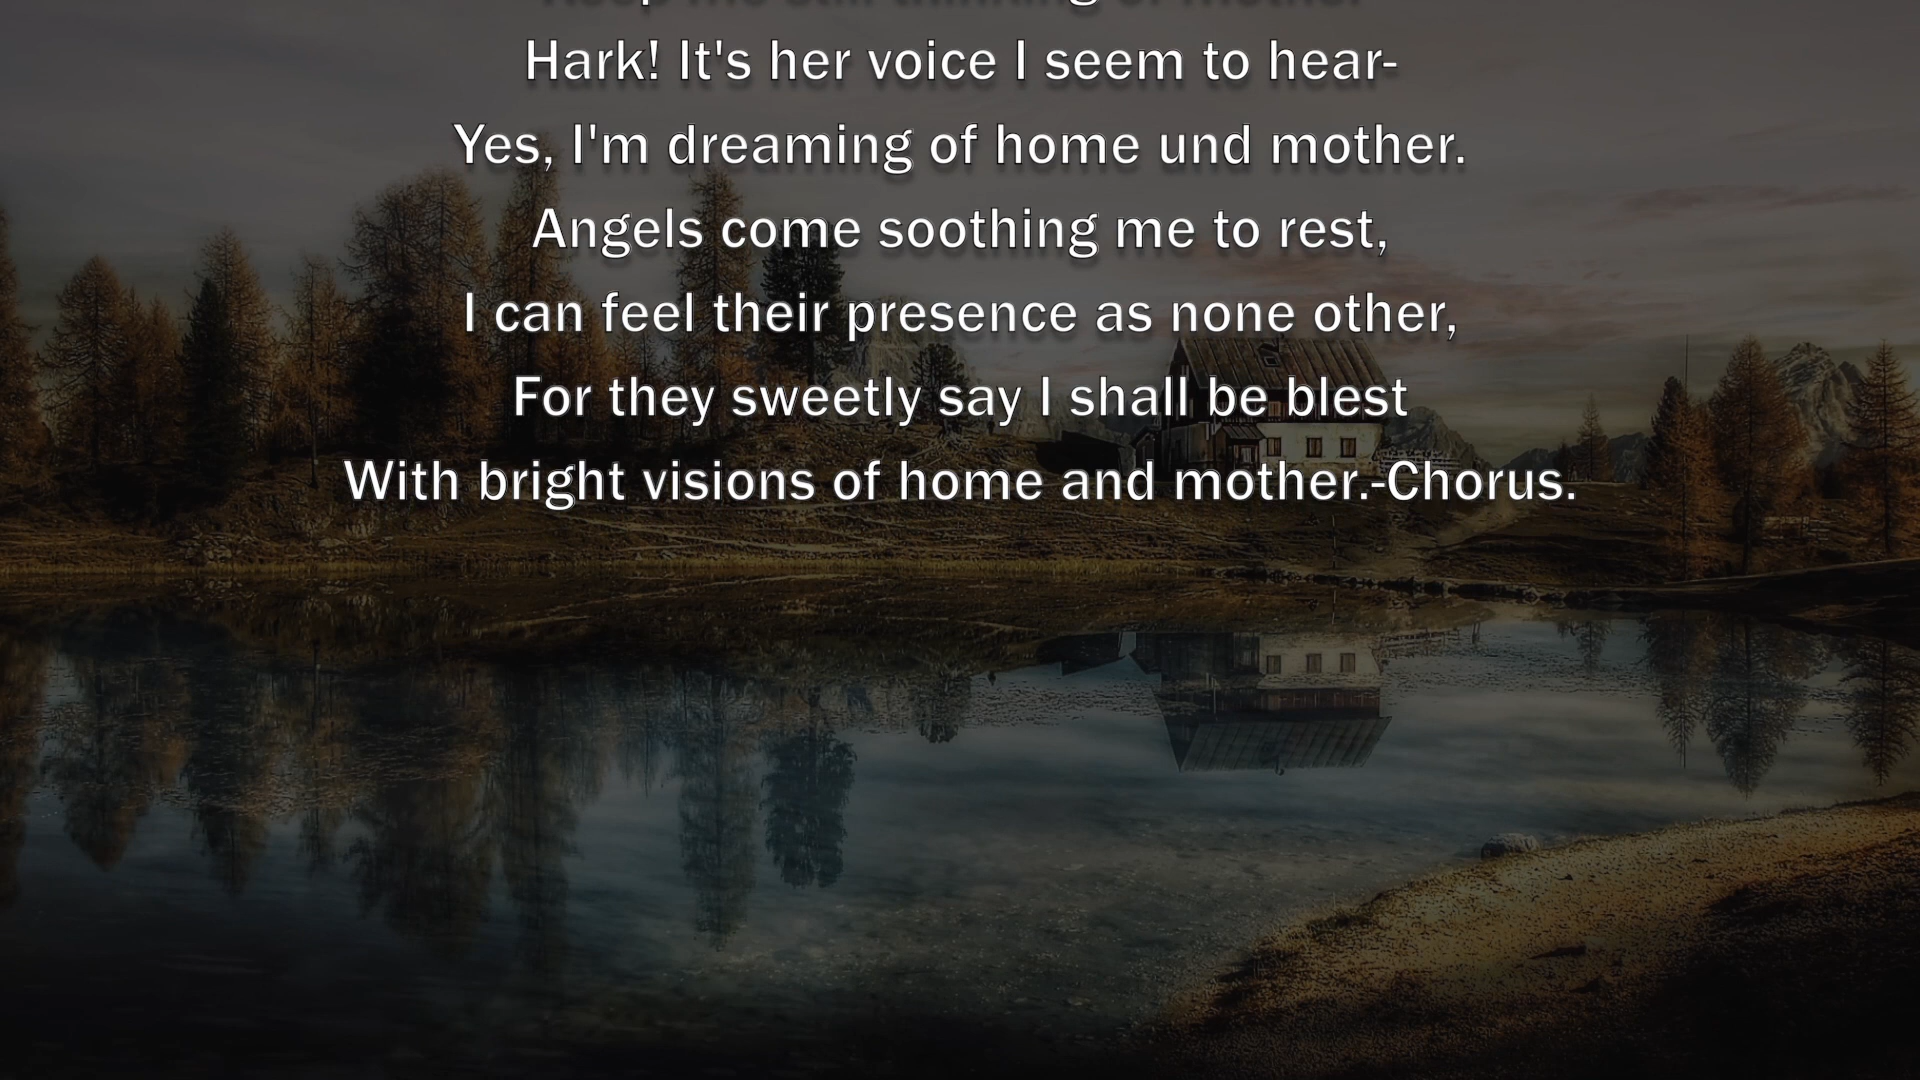 Hark! It's her voice I seem to hear-
Yes, I'm dreaming of home und mother.
Angels come soothing me to rest,
I can feel their presence as none other,
For they sweetly say I shall be blest
With bright visions of home and mother.-Chorus.